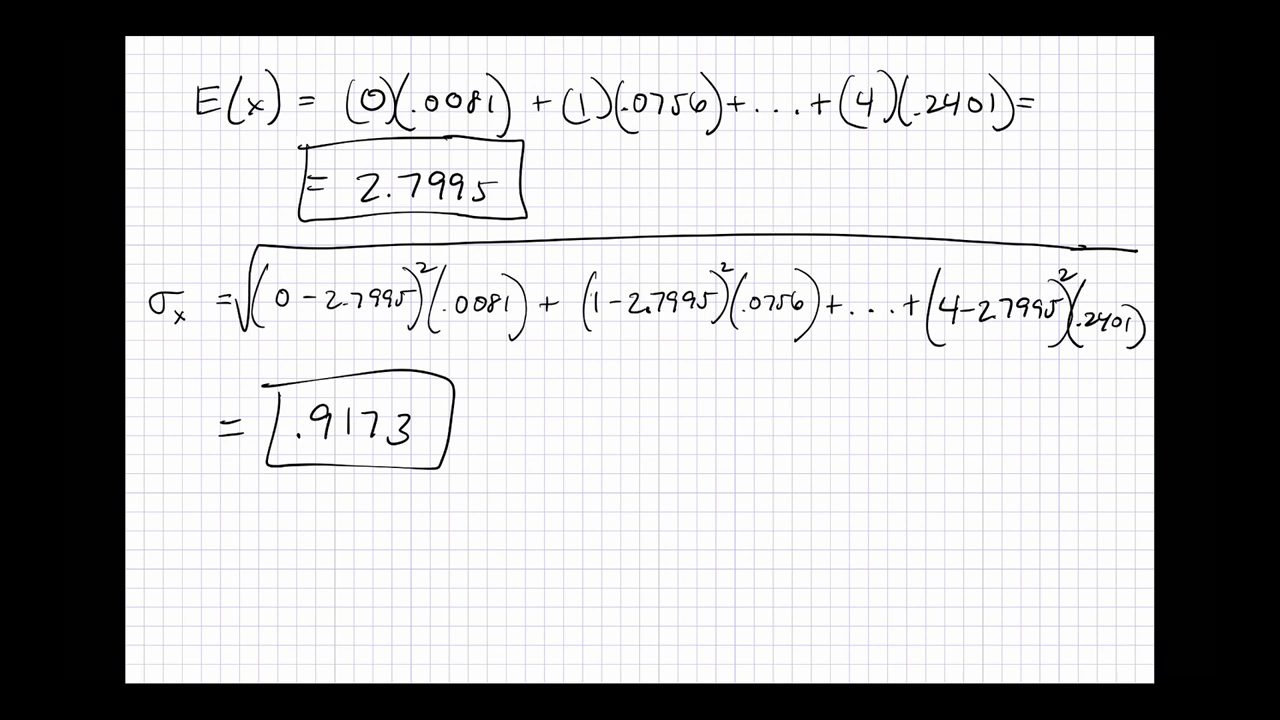 E(x) = (0)(.0081) + (1)(.0756) + . . . + (4)(.2401) =
= 2.7995
σₓ = √(0 - 2.7995)²(.0081) + (1 - 2.7995)²(.0756) + . . . + (4 - 2.7995)²(.2401)
= .9173